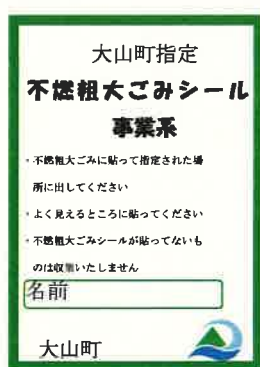 大山町指定
不燃粗大ごみシール
事業系
・不燃粗大ごみに貼って指定された場
所に出してください
・よく見えるところに貼ってください
・不燃粗大ごみシールが貼ってないも
のは収集いたしません
名前
大山町